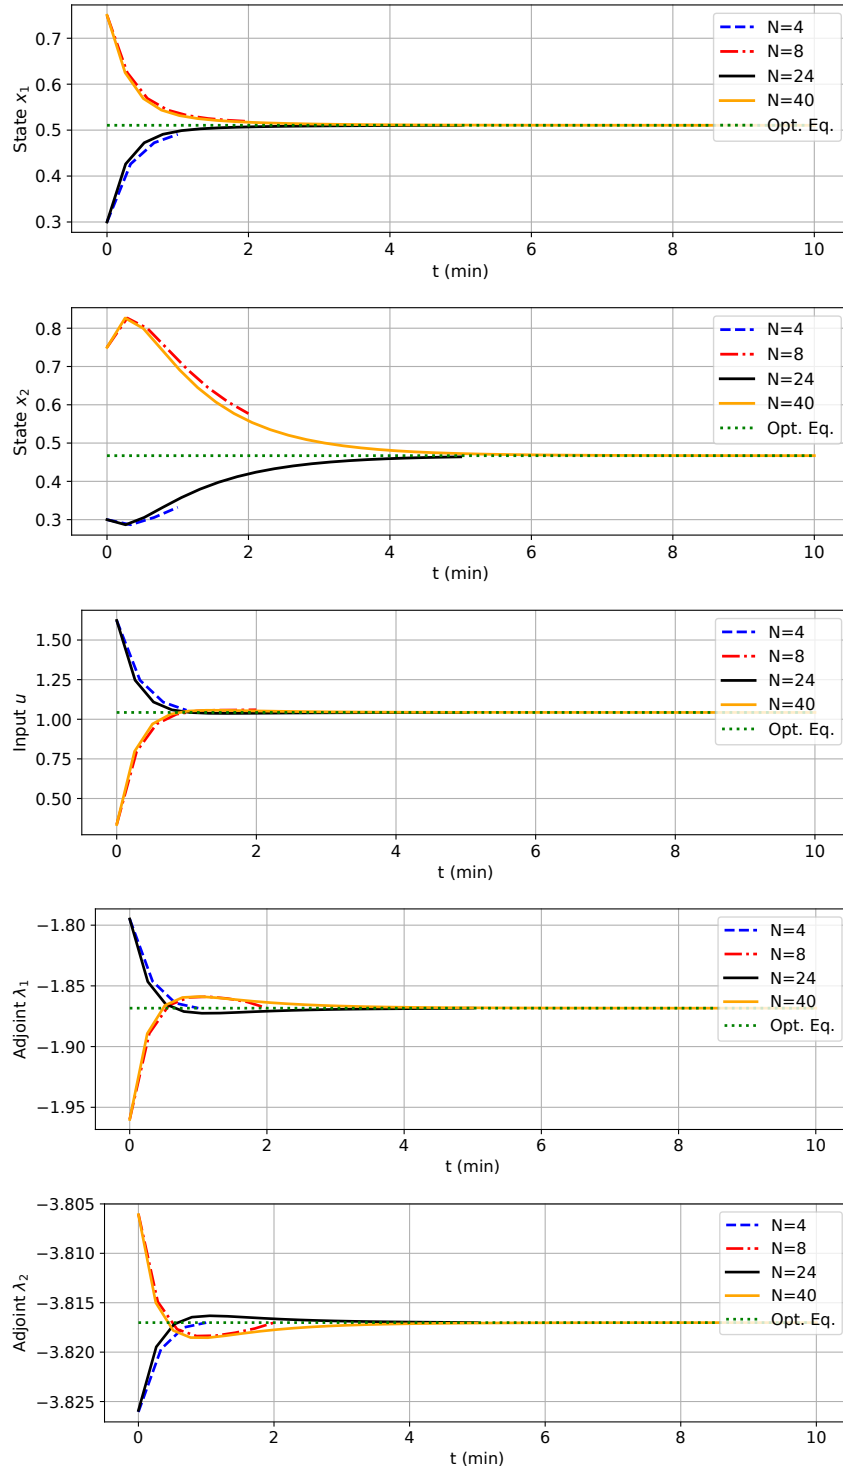 0.7
0.6
0.5
0.4
0.3
State x₁
0 2 4 6 8 10
t (min)
N=4
N=8
N=24
N=40
Opt. Eq.
0.8
0.7
0.6
0.5
0.4
0.3
State x₂
0 2 4 6 8 10
t (min)
N=4
N=8
N=24
N=40
Opt. Eq.
1.50
1.25
1.00
0.75
0.50
Input u
0 2 4 6 8 10
t (min)
N=4
N=8
N=24
N=40
Opt. Eq.
−1.80
−1.85
−1.90
−1.95
Adjoint λ₁
0 2 4 6 8 10
t (min)
N=4
N=8
N=24
N=40
Opt. Eq.
−3.805
−3.810
−3.815
−3.820
−3.825
Adjoint λ₂
0 2 4 6 8 10
t (min)
N=4
N=8
N=24
N=40
Opt. Eq.